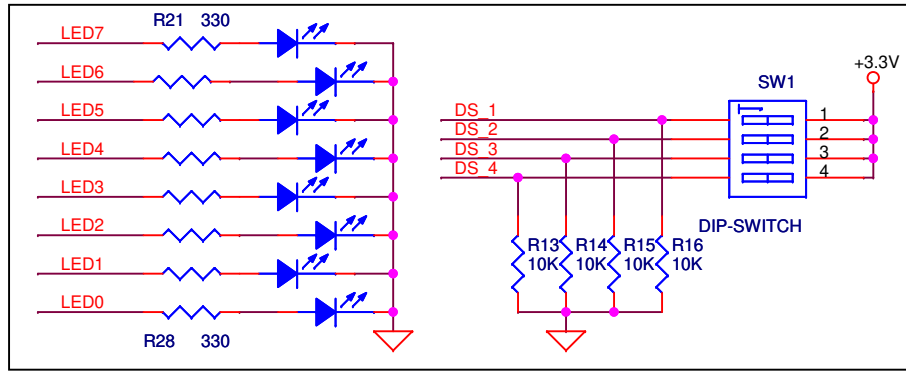 R21 330
LED7
LED6
LED5
LED4
LED3
LED2
LED1
LED0
R28 330
+3.3V
SW1
DS_1
DS_2
DS_3
DS_4
1
2
3
4
DIP-SWITCH
R13 R14 R15 R16
10K 10K 10K 10K